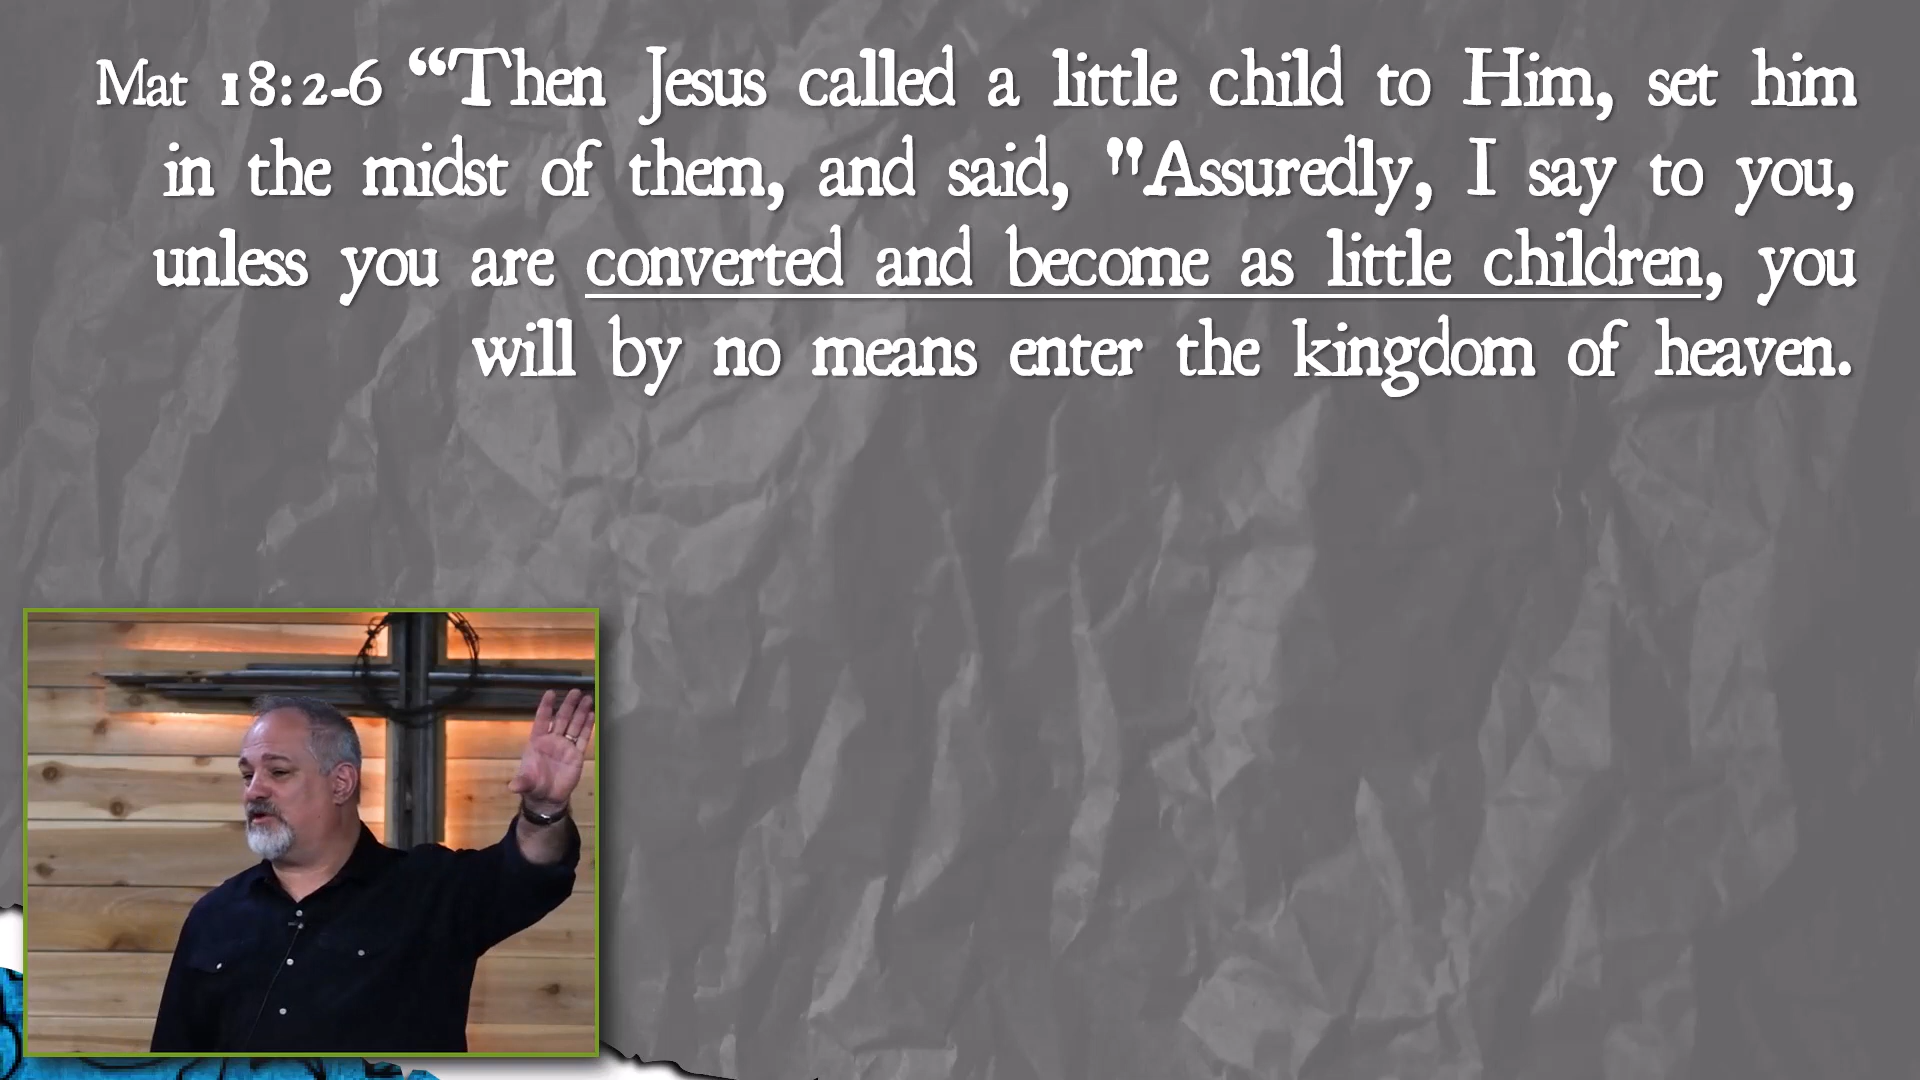 Mat 18:2-6 “Then Jesus called a little child to Him, set him
in the midst of them, and said, "Assuredly, I say to you,
unless you are converted and become as little children, you
will by no means enter the kingdom of heaven.